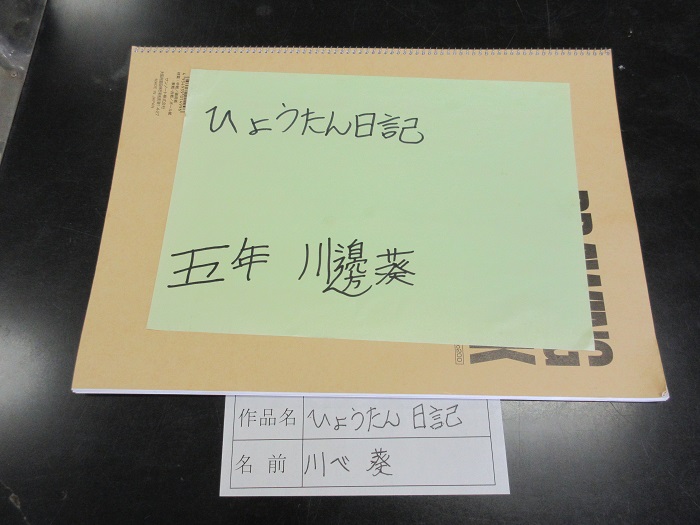 ひょうたん日記
五年 川邊葵
作品名 ひょうたん 日記
名前 川べ 葵